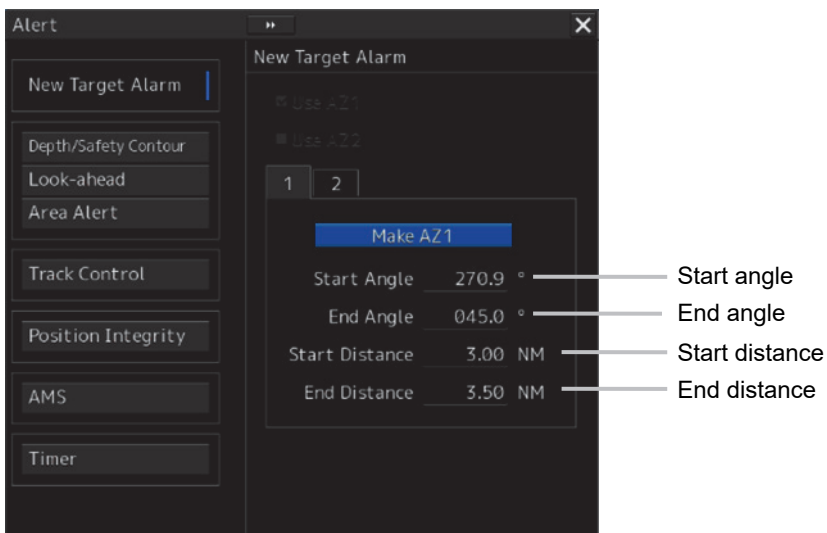 Alert
New Target Alarm
Depth/Safety Contour
Look-ahead
Area Alert
Track Control
Position Integrity
AMS
Timer
New Target Alarm
Use AZ1
Use AZ2
1 2
Make AZ1
Start Angle 270.9 °
End Angle 045.0 °
Start Distance 3.00 NM
End Distance 3.50 NM
Start angle
End angle
Start distance
End distance